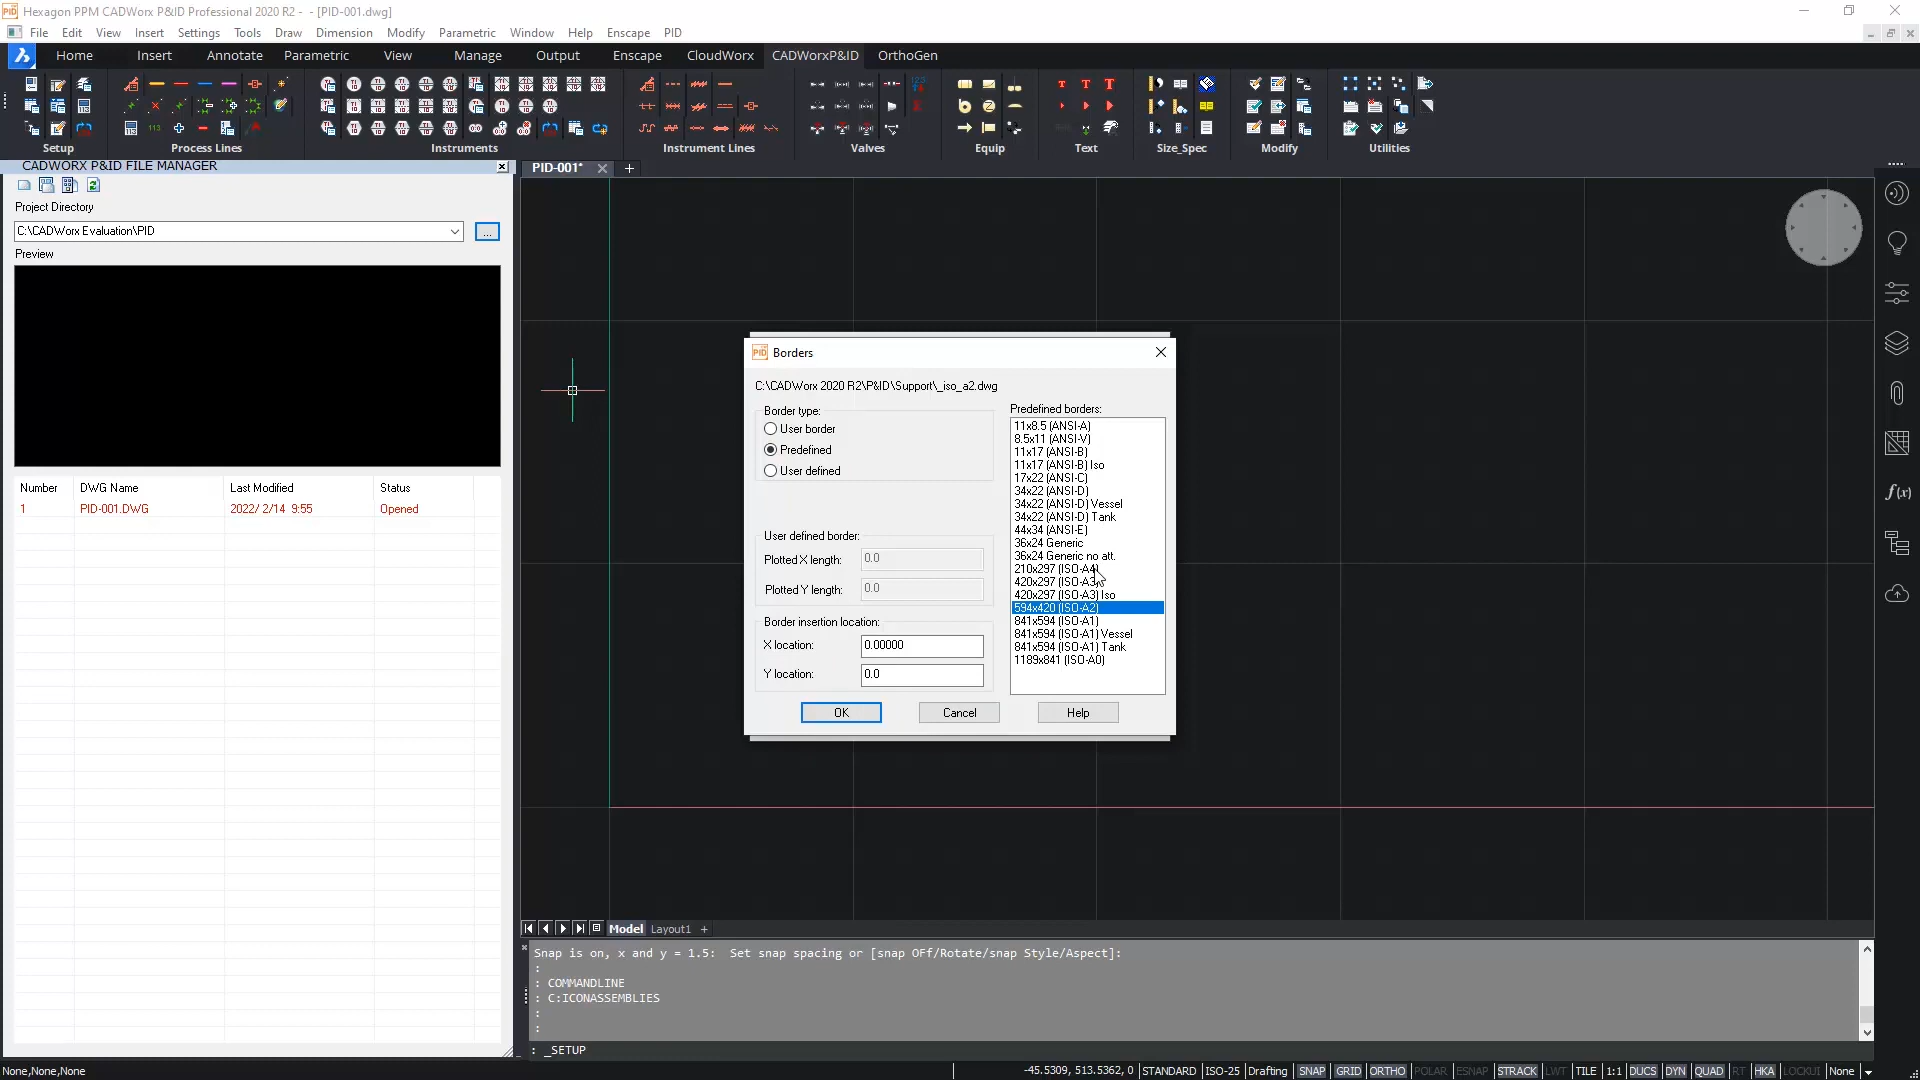 Hexagon PPM CADWorx P&ID Professional 2020 R2 - - [PID-001.dwg]
File Edit View Insert Settings Tools Draw Dimension Modify Parametric Window Help Enscape PID
Home Insert Annotate Parametric View Manage Output Enscape CloudWorx CADWorxP&ID OrthoGen
Setup Process Lines Instruments Instrument Lines Valves Equip Text Size_Spec Modify Utilities
CADWORX P&ID FILE MANAGER
PID-001*
Project Directory
C:\CADWorx Evaluation\PID
...
Preview
Number DWG Name Last Modified Status
1 PID-001.DWG 2022/ 2/14 9:55 Opened
Borders
C:\CADWorx 2020 R2\P&ID\Support\_iso_a2.dwg
Border type:
User border
Predefined
User defined
User defined border:
Plotted X length: 0.0
Plotted Y length: 0.0
Border insertion location:
X location: 0.00000
Y location: 0.0
Predefined borders:
11x8.5 (ANSI-A)
8.5x11 (ANSI-V)
11x17 (ANSI-B)
11x17 (ANSI-B) Iso
17x22 (ANSI-C)
34x22 (ANSI-D)
34x22 (ANSI-D) Vessel
34x22 (ANSI-D) Tank
44x34 (ANSI-E)
36x24 Generic
36x24 Generic no att.
210x297 (ISO-A4)
420x297 (ISO-A3)
420x297 (ISO-A3) Iso
594x420 (ISO-A2)
841x594 (ISO-A1)
841x594 (ISO-A1) Vessel
841x594 (ISO-A1) Tank
1189x841 (ISO-A0)
OK Cancel Help
f(x)
Model Layout1 +
Snap is on, x and y = 1.5: Set snap spacing or [snap OFf/Rotate/snap Style/Aspect]:
:
: COMMANDLINE
: C:ICONASSEMBLIES
:
:
: _SETUP
None,None,None
-45.5309, 513.5362, 0 STANDARD ISO-25 Drafting SNAP GRID ORTHO POLAR ESNAP STRACK LWT TILE 1:1 DUCS DYN QUAD RT HKA LOCKUI None